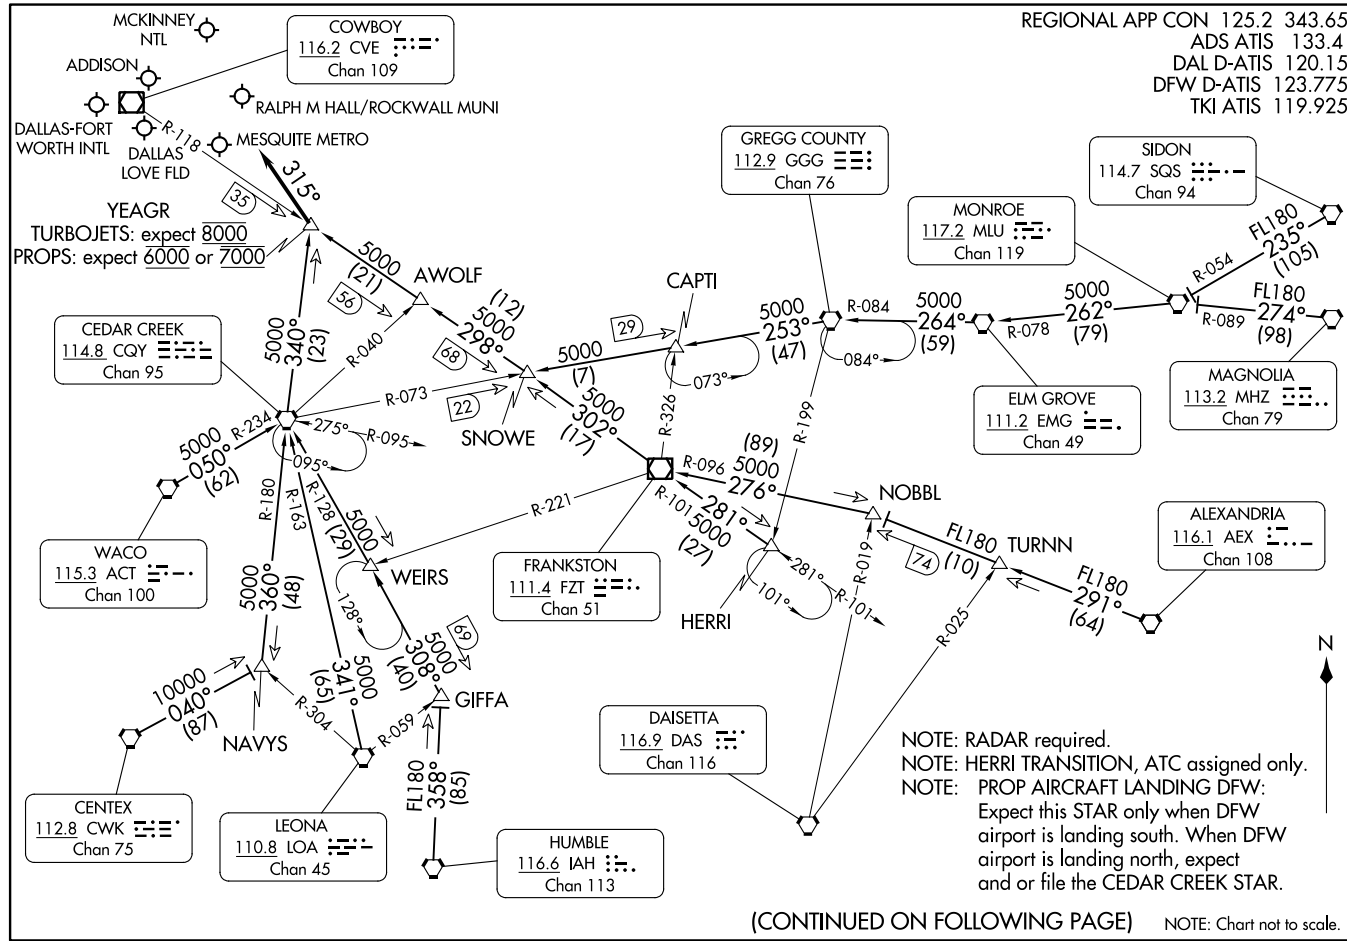 MCKINNEY
NTL
ADDISON
DALLAS-FORT
WORTH INTL
DALLAS
LOVE FLD
MESQUITE METRO
RALPH M HALL/ROCKWALL MUNI
COWBOY
116.2 CVE
Chan 109
REGIONAL APP CON 125.2 343.65
ADS ATIS 133.4
DAL D-ATIS 120.15
DFW D-ATIS 123.775
TKI ATIS 119.925
R-118
35
315°
YEAGR
TURBOJETS: expect 8000
PROPS: expect 6000 or 7000
5000
(21)
56
AWOLF
(12)
5000
298°
68
CAPTI
29
5000
(7)
GREGG COUNTY
112.9 GGG
Chan 76
5000
253°
(47)
073°
R-084
084°
5000
264°
(59)
MONROE
117.2 MLU
Chan 119
SIDON
114.7 SQS
Chan 94
FL180
235°
(105)
R-054
5000
262°
(79)
R-078
R-089
FL180
274°
(98)
MAGNOLIA
113.2 MHZ
Chan 79
ELM GROVE
111.2 EMG
Chan 49
CEDAR CREEK
114.8 CQY
Chan 95
5000
340°
(23)
R-040
R-073
22
SNOWE
5000
302°
(17)
R-326
R-199
R-234
5000
050°
(62)
275°
R-095
095°
R-180
R-163
R-128
5000
(29)
R-221
R-096
(89)
5000
276°
R-101
281°
5000
(27)
NOBBL
74
FL180
(10)
TURNN
FL180
291°
(64)
ALEXANDRIA
116.1 AEX
Chan 108
WACO
115.3 ACT
Chan 100
5000
360°
(48)
WEIRS
128°
FRANKSTON
111.4 FZT
Chan 51
HERRI
281°
101°
R-101
R-019
R-025
5000
341°
(65)
69
5000
308°
(40)
GIFFA
10000
040°
(87)
NAVYS
R-304
R-059
FL180
358°
(85)
CENTEX
112.8 CWK
Chan 75
LEONA
110.8 LOA
Chan 45
HUMBLE
116.6 IAH
Chan 113
DAISETTA
116.9 DAS
Chan 116
N
NOTE: RADAR required.
NOTE: HERRI TRANSITION, ATC assigned only.
NOTE: PROP AIRCRAFT LANDING DFW:
Expect this STAR only when DFW
airport is landing south. When DFW
airport is landing north, expect
and or file the CEDAR CREEK STAR.
(CONTINUED ON FOLLOWING PAGE)
NOTE: Chart not to scale.